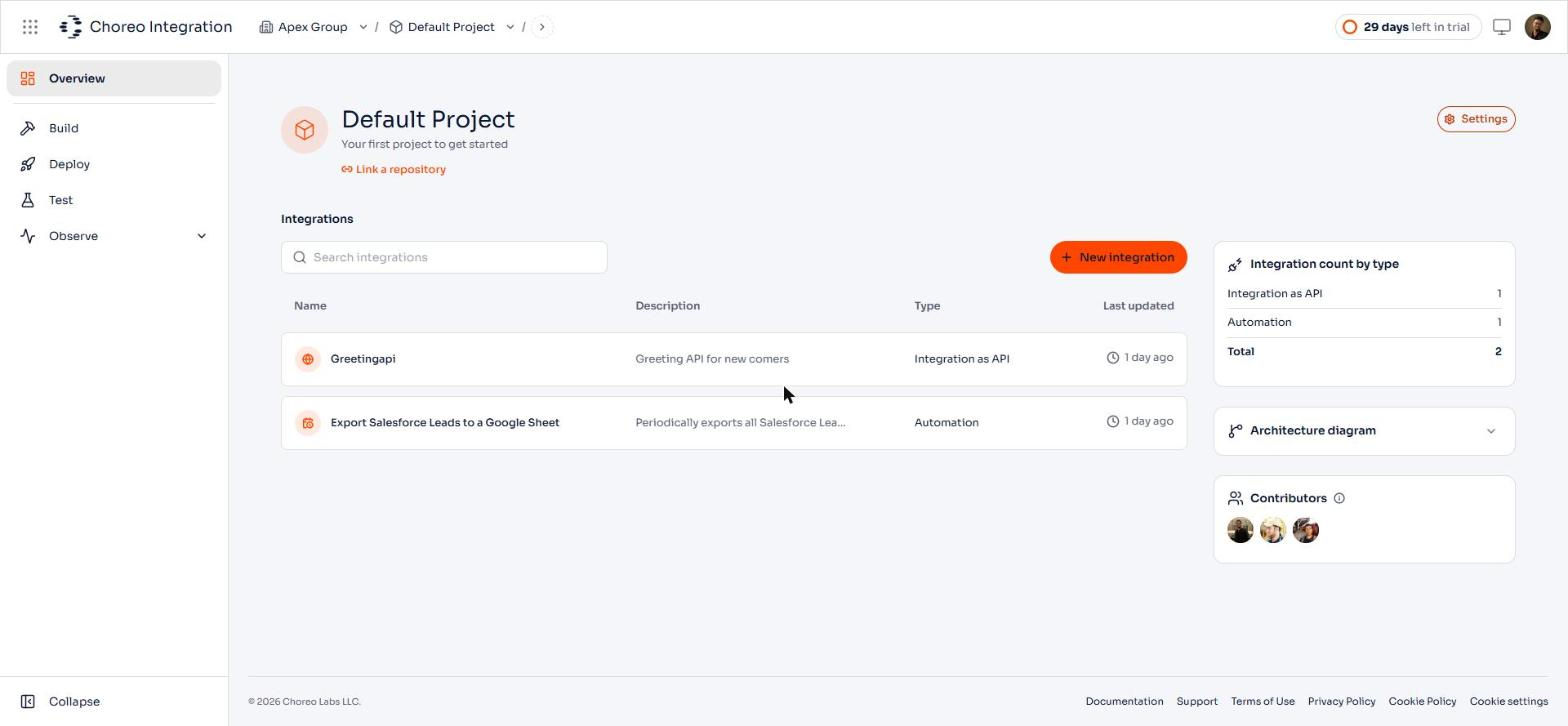 Choreo Integration
Apex Group / Default Project /
29 days left in trial
Overview
Build
Deploy
Test
Observe
Collapse
Default Project
Your first project to get started
Link a repository
Settings
Integrations
Search integrations
+ New integration
Name Description Type Last updated
Greetingapi Greeting API for new comers Integration as API 1 day ago
Export Salesforce Leads to a Google Sheet Periodically exports all Salesforce Lea... Automation 1 day ago
Integration count by type
Integration as API 1
Automation 1
Total 2
Architecture diagram
Contributors
© 2026 Choreo Labs LLC.
Documentation Support Terms of Use Privacy Policy Cookie Policy Cookie settings